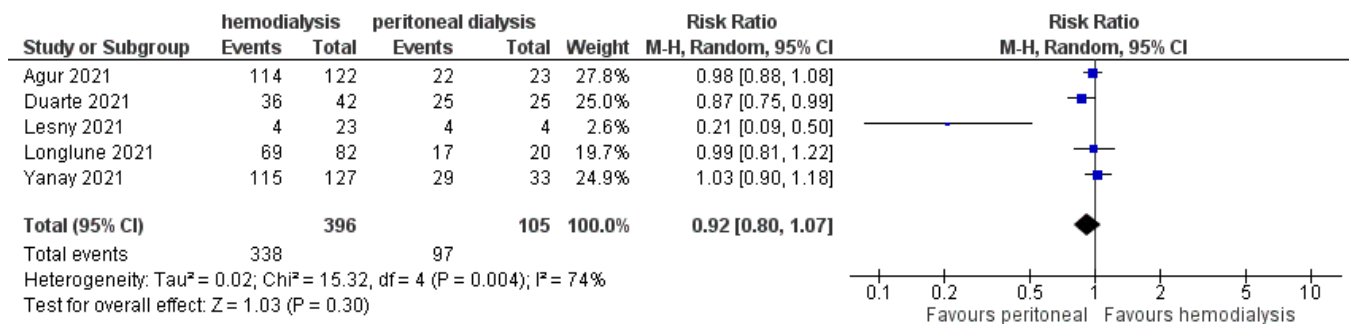 hemodialysis peritoneal dialysis Risk Ratio Risk Ratio
Study or Subgroup Events Total Events Total Weight M-H, Random, 95% CI M-H, Random, 95% CI
Agur 2021 114 122 22 23 27.8% 0.98 [0.88, 1.08]
Duarte 2021 36 42 25 25 25.0% 0.87 [0.75, 0.99]
Lesny 2021 4 23 4 4 2.6% 0.21 [0.09, 0.50]
Longlune 2021 69 82 17 20 19.7% 0.99 [0.81, 1.22]
Yanay 2021 115 127 29 33 24.9% 1.03 [0.90, 1.18]
Total (95% CI) 396 105 100.0% 0.92 [0.80, 1.07]
Total events 338 97
Heterogeneity: Tau² = 0.02; Chi² = 15.32, df = 4 (P = 0.004); I² = 74%
Test for overall effect: Z = 1.03 (P = 0.30)
0.1 0.2 0.5 1 2 5 10
Favours peritoneal Favours hemodialysis